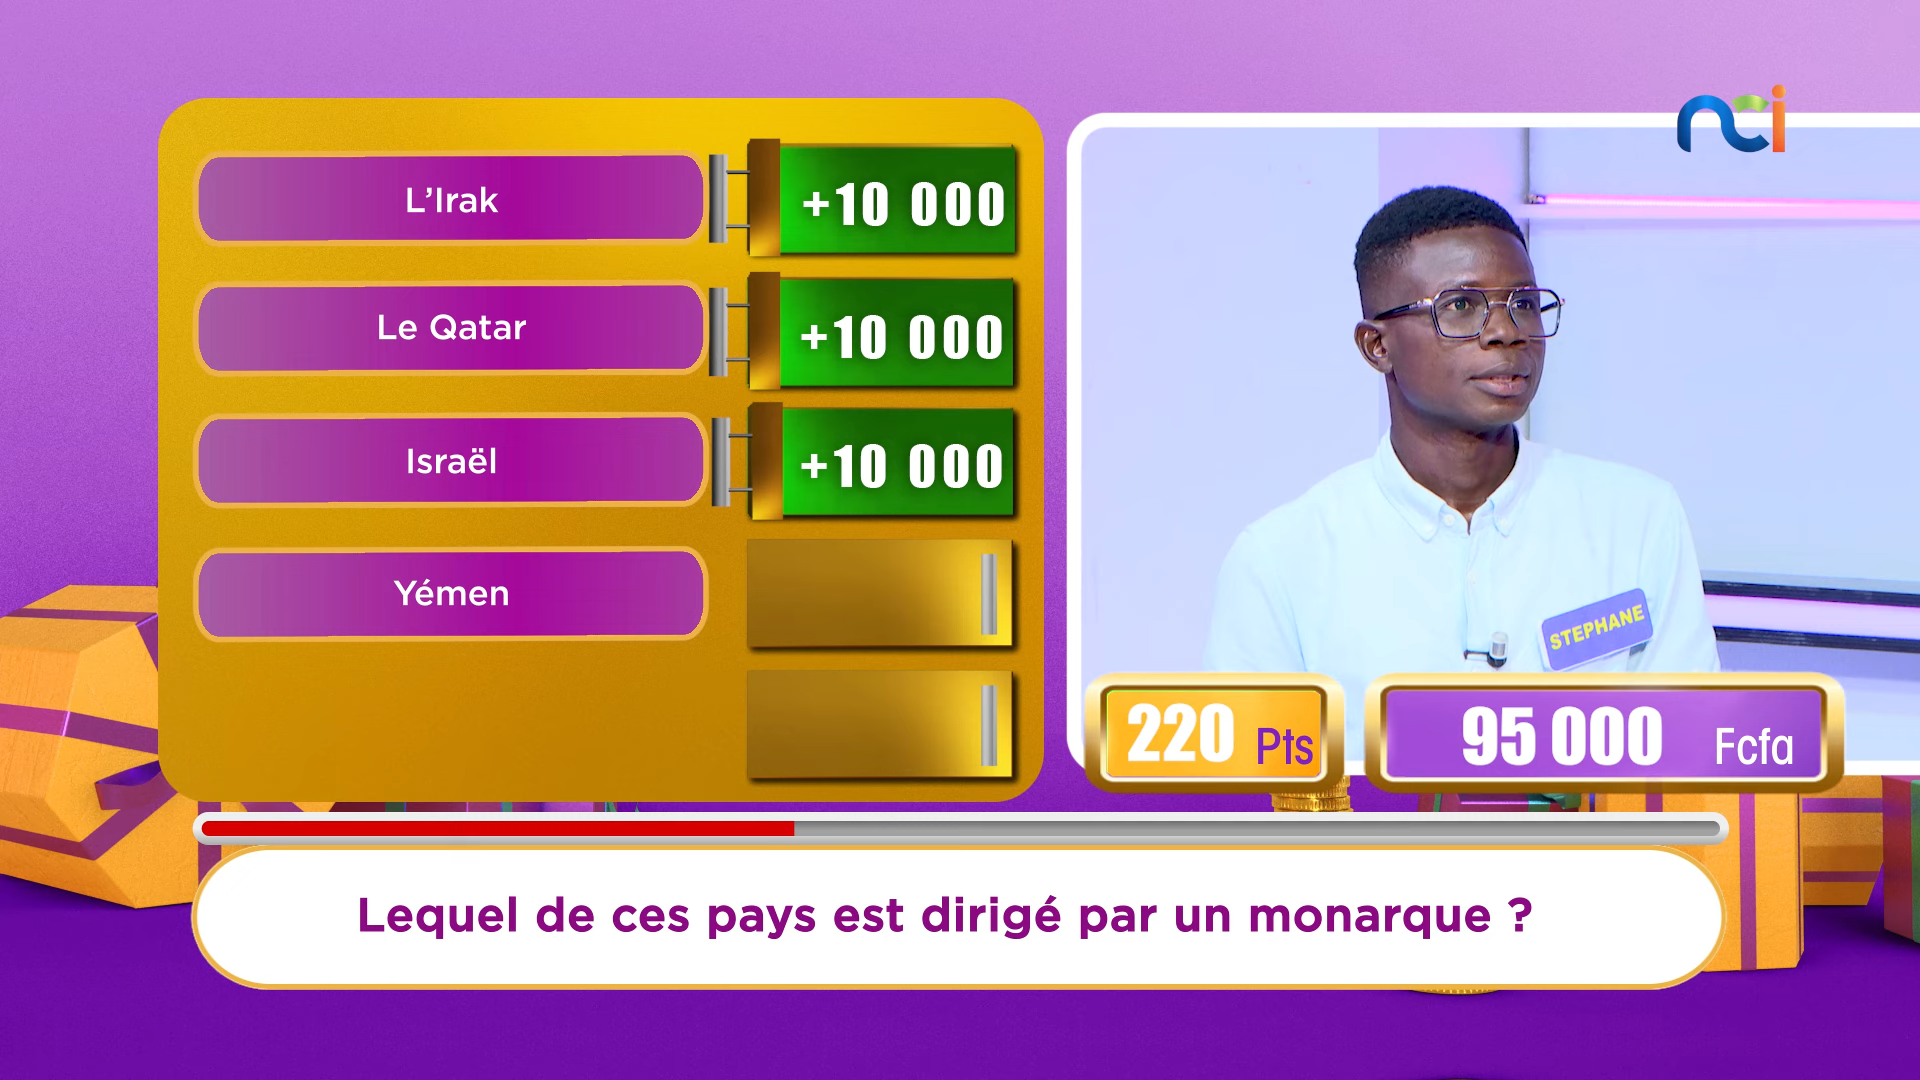 nci
L’Irak
+10 000
Le Qatar
+10 000
Israël
+10 000
Yémen
STEPHANE
220 Pts
95 000 Fcfa
Lequel de ces pays est dirigé par un monarque ?